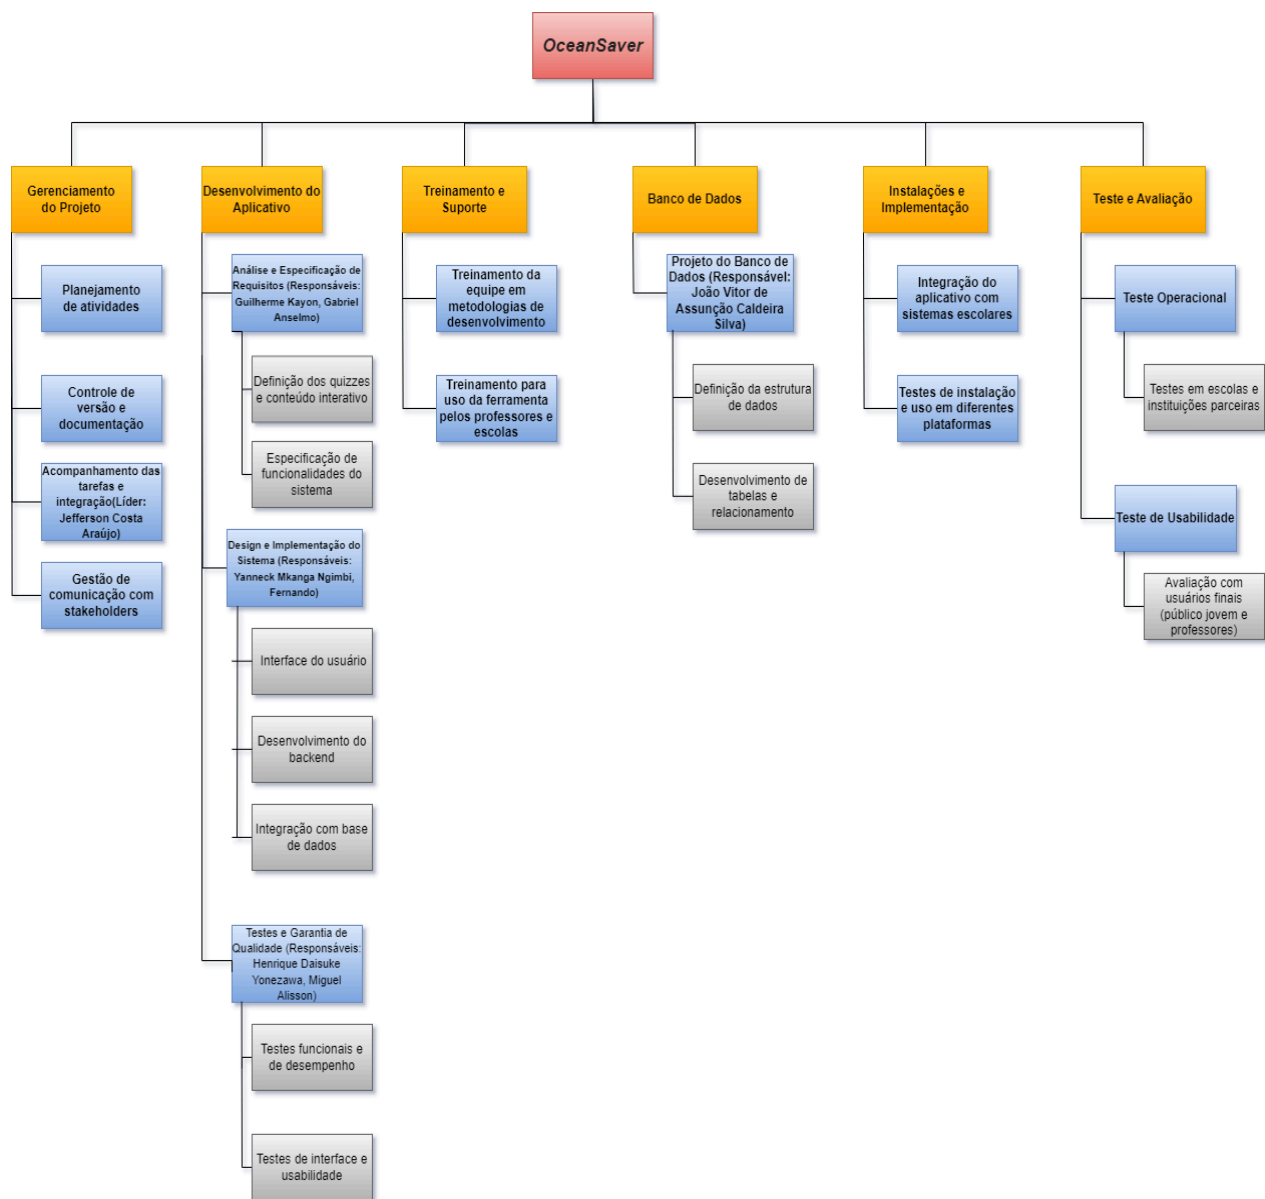 OceanSaver
Gerenciamento
do Projeto
Planejamento
de atividades
Controle de
versão e
documentação
Acompanhamento das
tarefas e
integração(Líder:
Jefferson Costa
Araújo)
Gestão de
comunicação com
stakeholders
Desenvolvimento do
Aplicativo
Análise e Especificação de
Requisitos (Responsáveis:
Guilherme Kayon, Gabriel
Anselmo)
Definição dos quizzes
e conteúdo interativo
Especificação de
funcionalidades do
sistema
Design e Implementação do
Sistema (Responsáveis:
Yanneck Mkanga Ngimbi,
Fernando)
Interface do usuário
Desenvolvimento do
backend
Integração com base
de dados
Testes e Garantia de
Qualidade (Responsáveis:
Henrique Daisuke
Yonezawa, Miguel
Alisson)
Testes funcionais e
de desempenho
Testes de interface e
usabilidade
Treinamento e
Suporte
Treinamento da
equipe em
metodologias de
desenvolvimento
Treinamento para
uso da ferramenta
pelos professores e
escolas
Banco de Dados
Projeto do Banco de
Dados (Responsável:
João Vitor de
Assunção Caldeira
Silva)
Definição da estrutura
de dados
Desenvolvimento de
tabelas e
relacionamento
Instalações e
Implementação
Integração do
aplicativo com
sistemas escolares
Testes de instalação
e uso em diferentes
plataformas
Teste e Avaliação
Teste Operacional
Testes em escolas e
instituições parceiras
Teste de Usabilidade
Avaliação com
usuários finais
(público jovem e
professores)